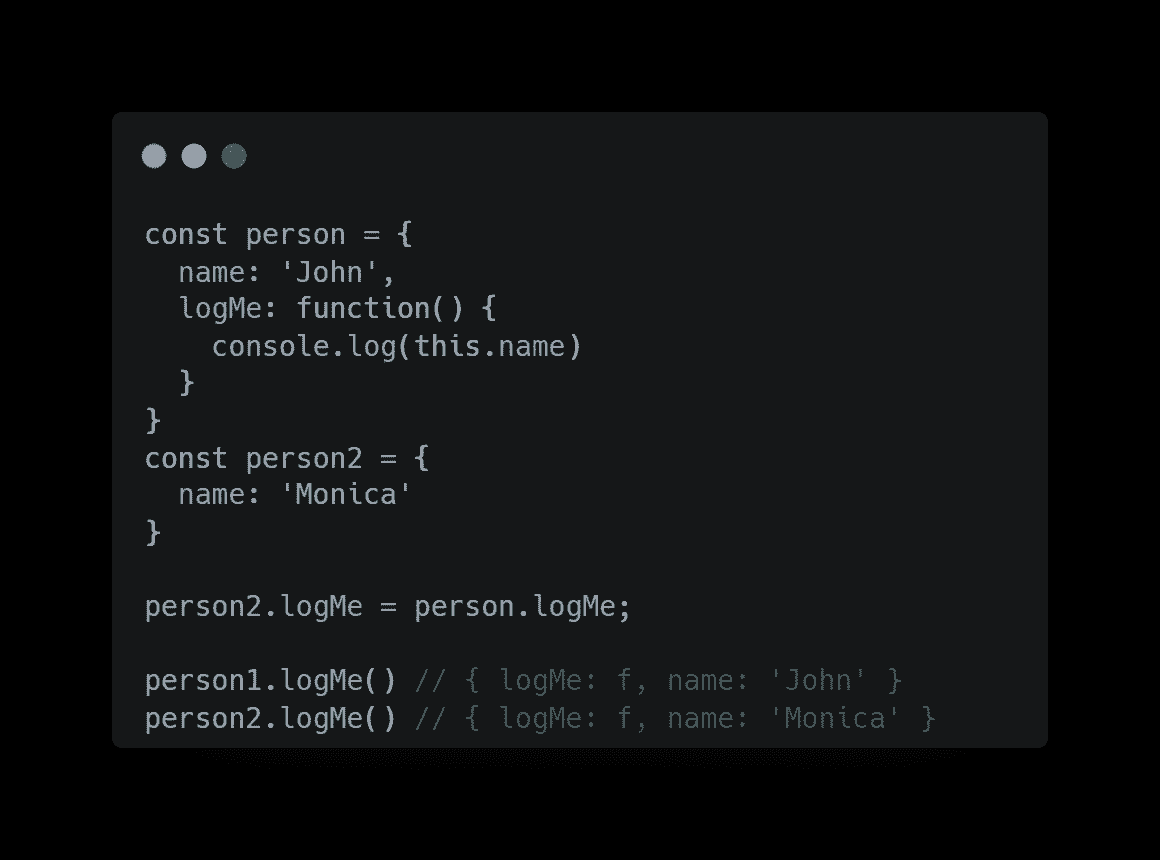 const person = {
  name: 'John',
  logMe: function() {
    console.log(this.name)
  }
}
const person2 = {
  name: 'Monica'
}

person2.logMe = person.logMe;

person1.logMe() // { logMe: f, name: 'John' }
person2.logMe() // { logMe: f, name: 'Monica' }